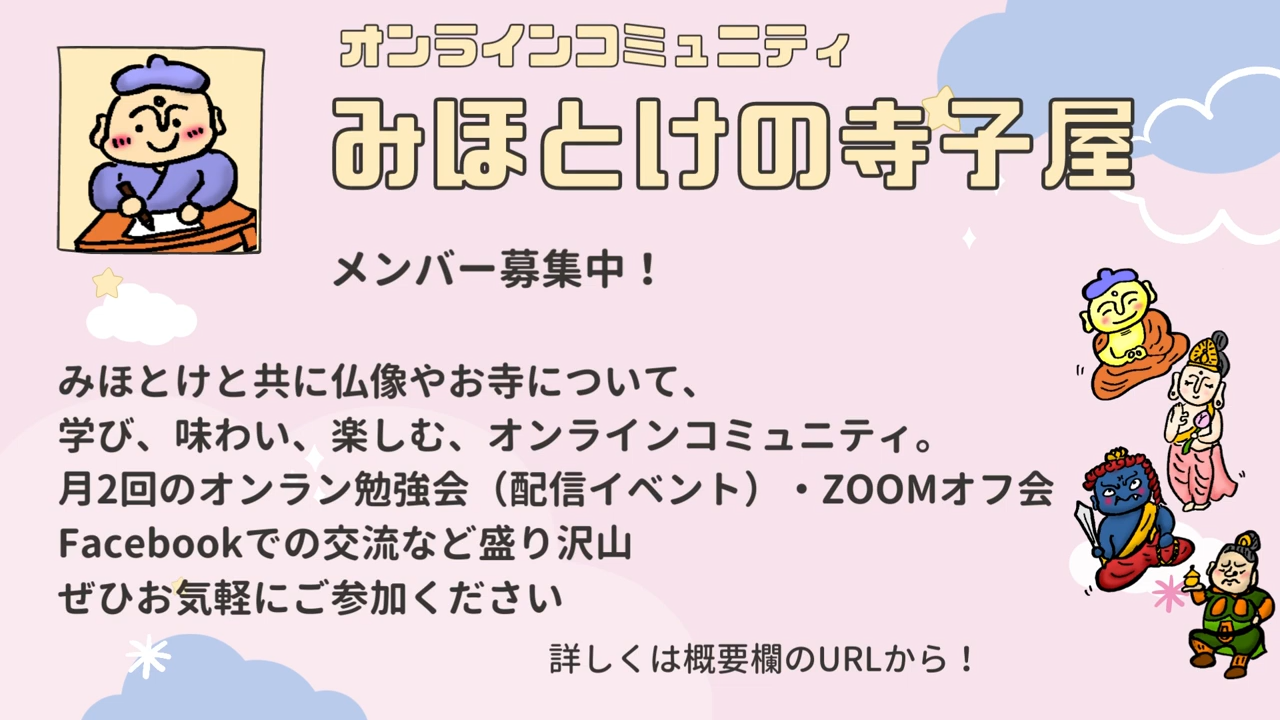 オンラインコミュニティ
みほとけの寺子屋
メンバー募集中！
みほとけと共に仏像やお寺について、
学び、味わい、楽しむ、オンラインコミュニティ。
月2回のオンラン勉強会（配信イベント）・ZOOMオフ会
Facebookでの交流など盛り沢山
ぜひお気軽にご参加ください
詳しくは概要欄のURLから！